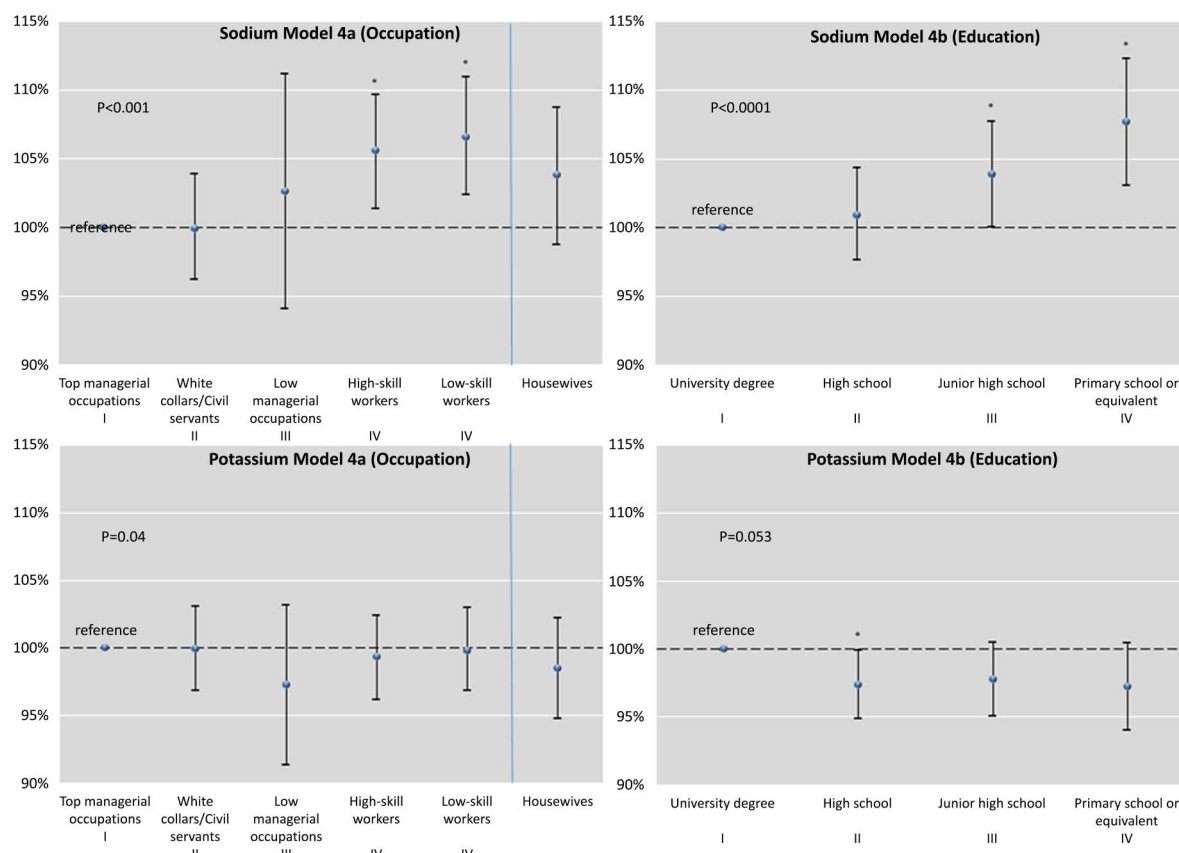 Sodium Model 4a (Occupation)
115%
110%
105%
100%
95%
90%
P<0.001
*
*
reference
Top managerial
occupations
I
White
collars/Civil
servants
II
Low
managerial
occupations
III
High-skill
workers
IV
Low-skill
workers
IV
Housewives
Sodium Model 4b (Education)
115%
110%
105%
100%
95%
90%
P<0.0001
*
*
reference
University degree
I
High school
II
Junior high school
III
Primary school or
equivalent
IV
Potassium Model 4a (Occupation)
115%
110%
105%
100%
95%
90%
P=0.04
reference
Top managerial
occupations
I
White
collars/Civil
servants
II
Low
managerial
occupations
III
High-skill
workers
IV
Low-skill
workers
IV
Housewives
Potassium Model 4b (Education)
115%
110%
105%
100%
95%
90%
P=0.053
reference
*
University degree
I
High school
II
Junior high school
III
Primary school or
equivalent
IV